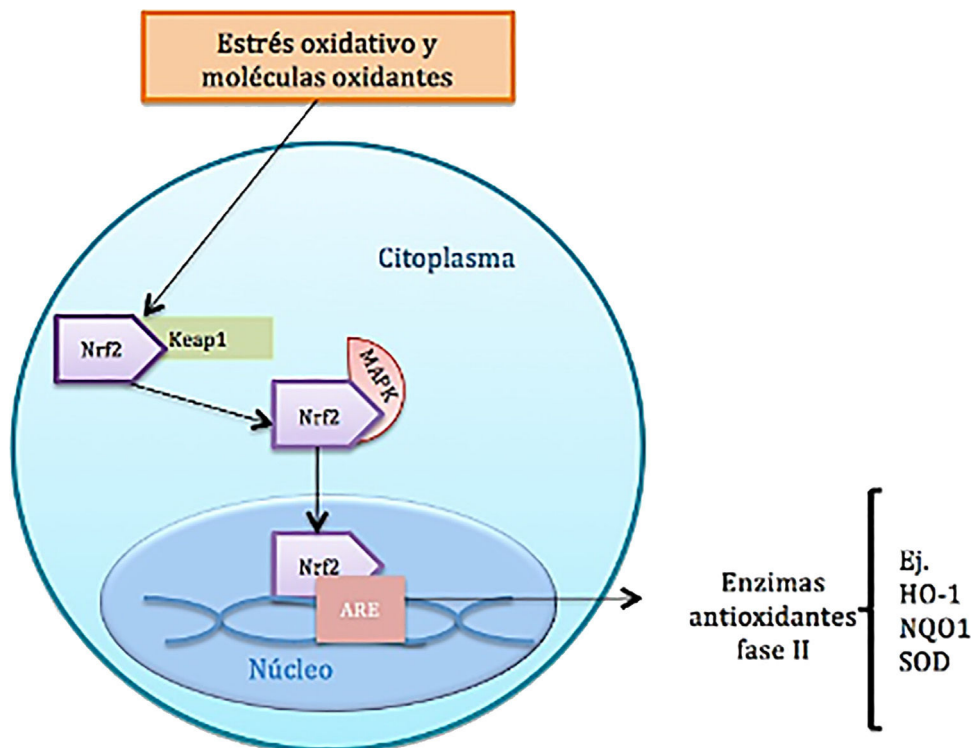 Estrés oxidativo y
moléculas oxidantes
Citoplasma
Nrf2
Keap1
MAPK
Nrf2
Nrf2
ARE
Núcleo
Enzimas
antioxidantes
fase II
Ej.
HO-1
NQO1
SOD